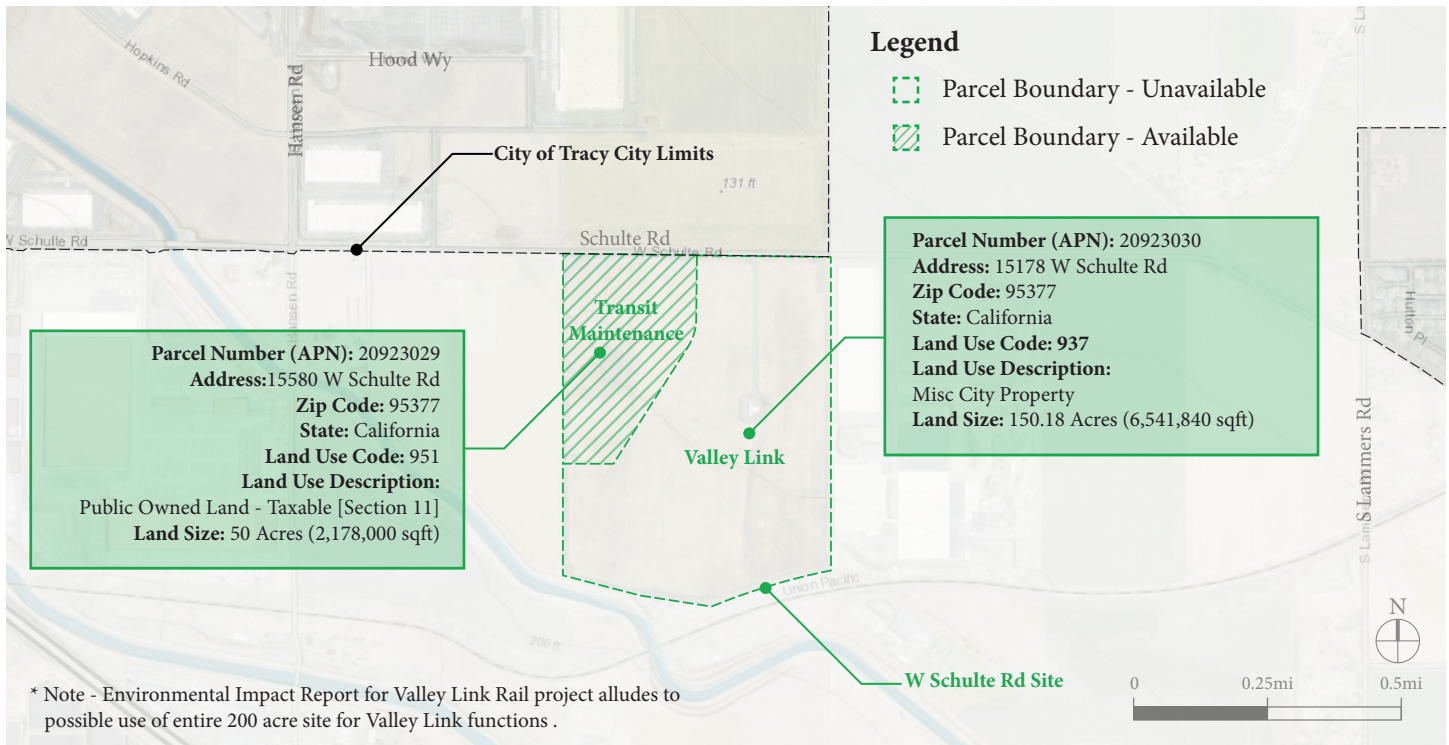 Legend
Parcel Boundary - Unavailable
Parcel Boundary - Available
Hopkins Rd
Hood Wy
Hansen Rd
City of Tracy City Limits
131 ft
W Schulte Rd
Schulte Rd
W Schulte Rd
Hansen Rd
Transit
Maintenance
Valley Link
Parcel Number (APN): 20923029
Address:15580 W Schulte Rd
Zip Code: 95377
State: California
Land Use Code: 951
Land Use Description:
Public Owned Land - Taxable [Section 11]
Land Size: 50 Acres (2,178,000 sqft)
Parcel Number (APN): 20923030
Address: 15178 W Schulte Rd
Zip Code: 95377
State: California
Land Use Code: 937
Land Use Description:
Misc City Property
Land Size: 150.18 Acres (6,541,840 sqft)
Hutton Pl
S Lammers Rd
Union Pacific
200 ft
W Schulte Rd Site
N
0 0.25mi 0.5mi
* Note - Environmental Impact Report for Valley Link Rail project alludes to
possible use of entire 200 acre site for Valley Link functions .